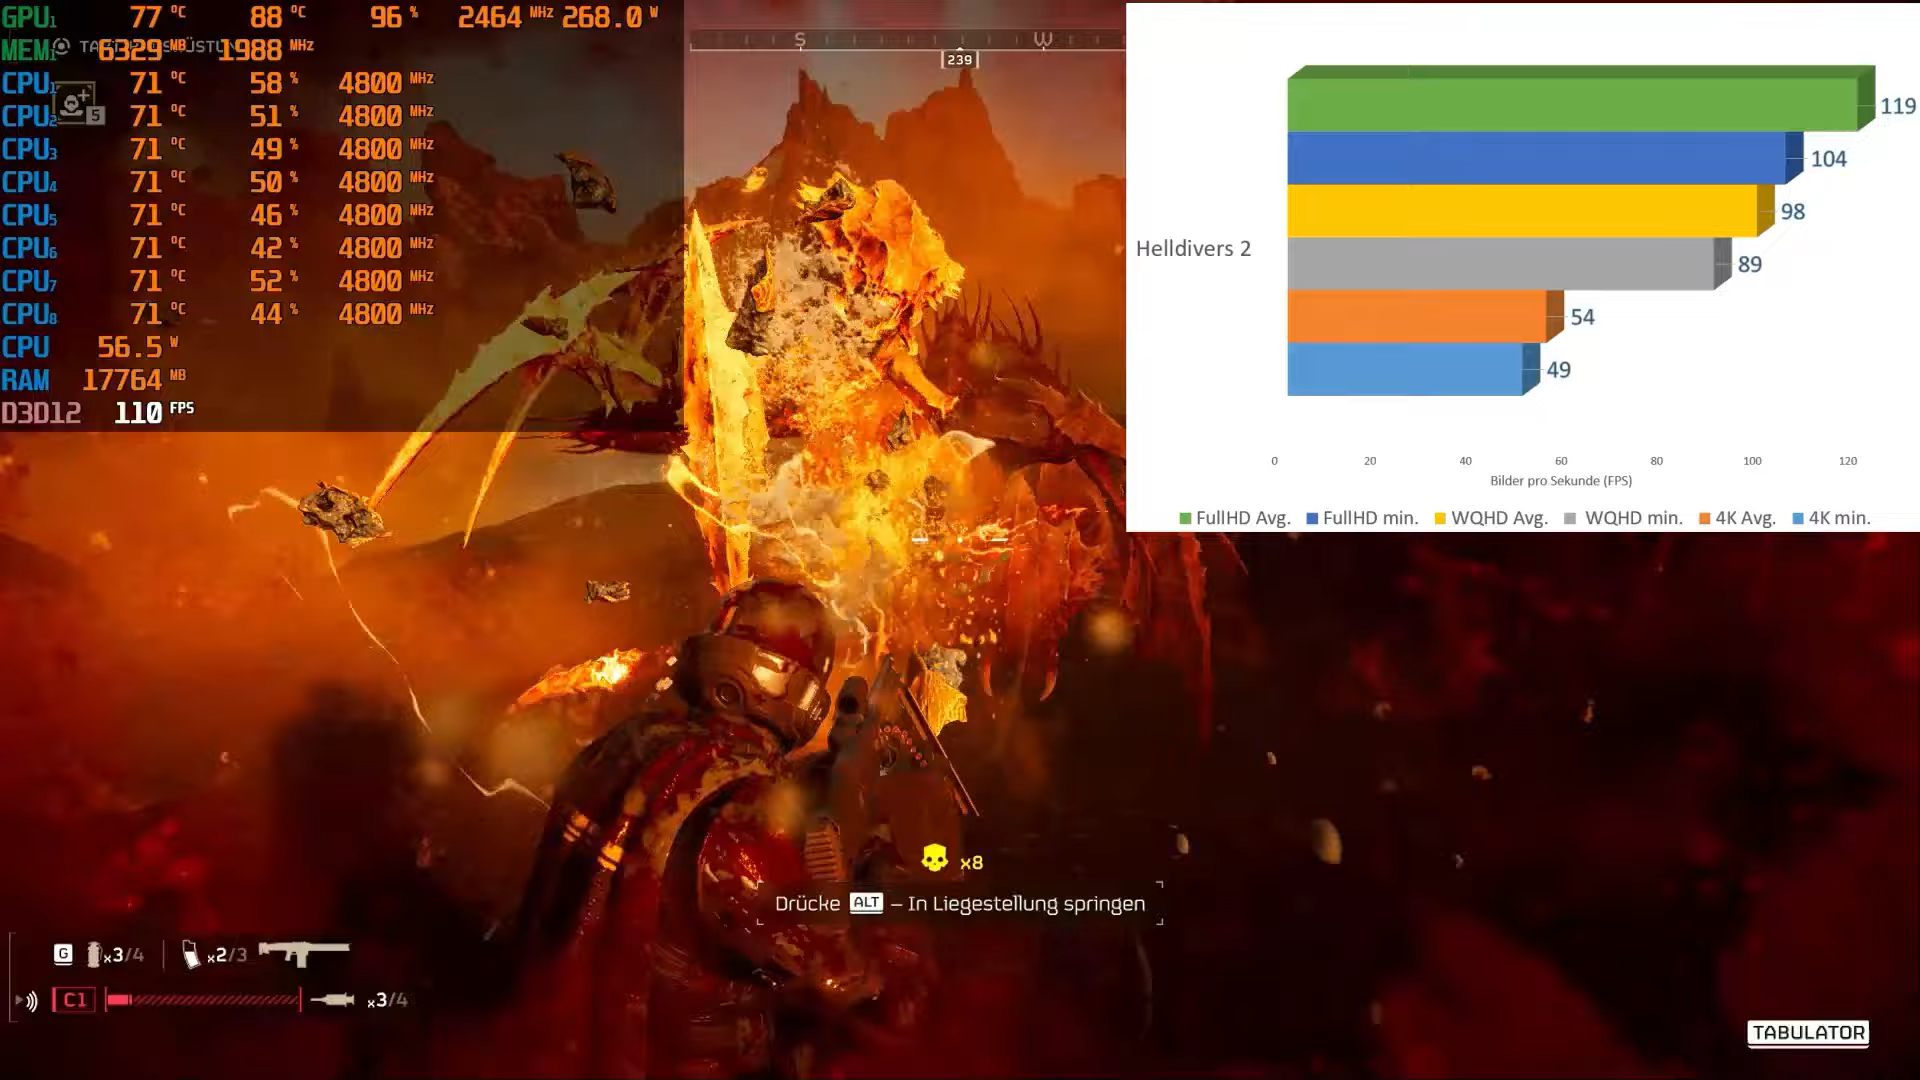 GPU1 77 °C 88 °C 96 % 2464 MHz 268.0 W
MEM1 6329 MB 1988 MHz
CPU1 71 °C 58 % 4800 MHz
5
CPU2 71 °C 51 % 4800 MHz
CPU3 71 °C 49 % 4800 MHz
CPU4 71 °C 50 % 4800 MHz
CPU5 71 °C 46 % 4800 MHz
CPU6 71 °C 42 % 4800 MHz
CPU7 71 °C 52 % 4800 MHz
CPU8 71 °C 44 % 4800 MHz
CPU 56.5 W
RAM 17764 MB
D3D12 110 FPS
S W
239
119
104
98
Helldivers 2
89
54
49
0 20 40 60 80 100 120
Bilder pro Sekunde (FPS)
FullHD Avg. FullHD min. WQHD Avg. WQHD min. 4K Avg. 4K min.
x8
Drücke ALT – In Liegestellung springen
G x3/4 x2/3
C1 x3/4
TABULATOR